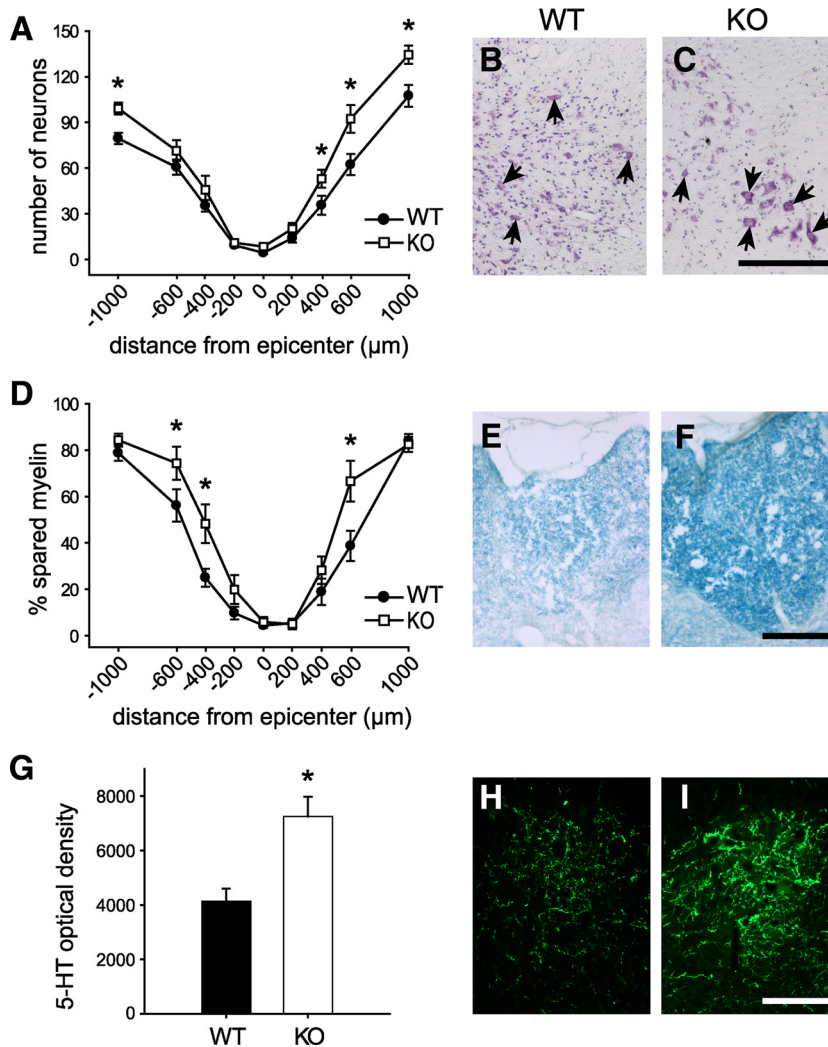 A
number of neurons
150
120
90
60
30
0
*
*
*
*
WT
KO
-1000
-600
-400
-200
0
200
400
600
1000
distance from epicenter (µm)
WT
KO
B
C
D
% spared myelin
100
80
60
40
20
0
*
*
*
WT
KO
-1000
-600
-400
-200
0
200
400
600
1000
distance from epicenter (µm)
E
F
G
5-HT optical density
8000
6000
4000
2000
0
*
WT
KO
H
I